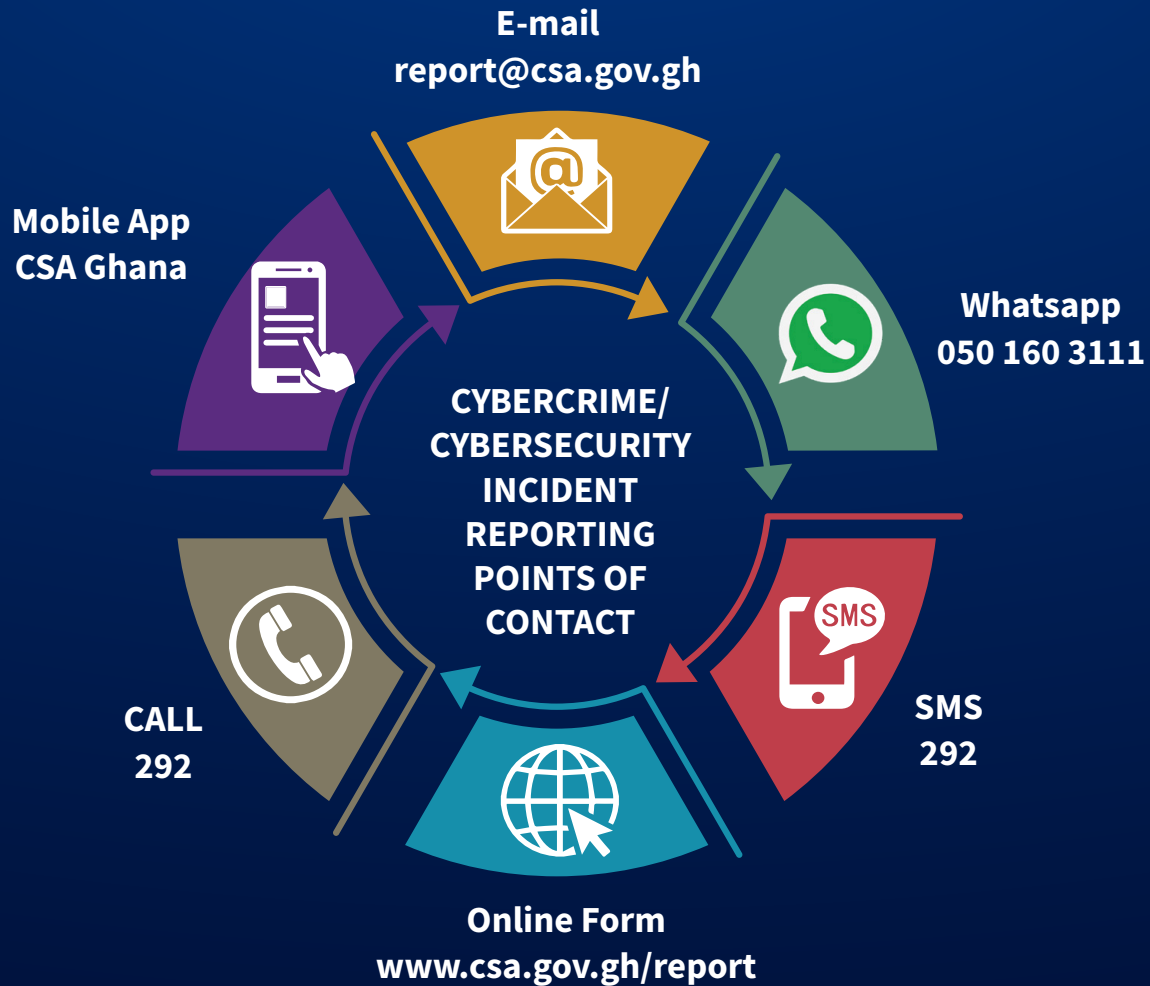 E-mail
report@csa.gov.gh
@
Mobile App
CSA Ghana
Whatsapp
050 160 3111
CYBERCRIME/
CYBERSECURITY
INCIDENT
REPORTING
POINTS OF
CONTACT
SMS
CALL
292
SMS
292
Online Form
www.csa.gov.gh/report